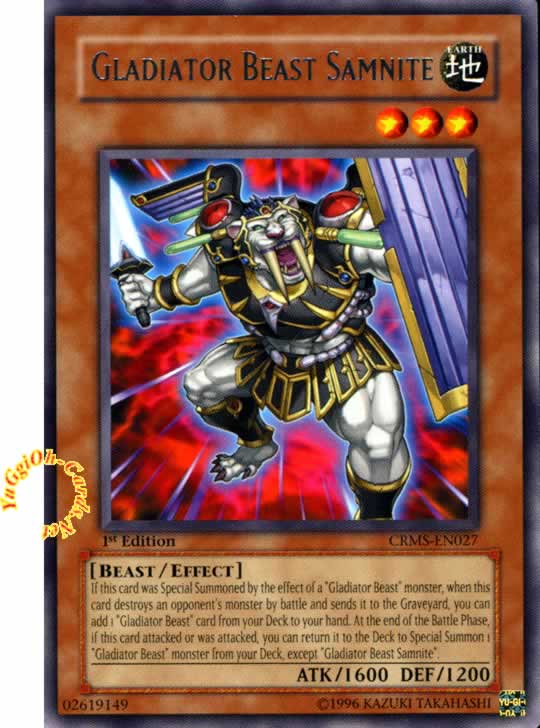 GLADIATOR BEAST SAMNITE
EARTH
地
YuGgiOh-Cards.Net
1st Edition
CRMS-EN027
[BEAST/EFFECT]
If this card was Special Summoned by the effect of a "Gladiator Beast" monster, when this
card destroys an opponent's monster by battle and sends it to the Graveyard, you can
add 1 "Gladiator Beast" card from your Deck to your hand. At the end of the Battle Phase,
if this card attacked or was attacked, you can return it to the Deck to Special Summon 1
"Gladiator Beast" monster from your Deck, except "Gladiator Beast Samnite".
ATK/1600 DEF/1200
02619149
©1996 KAZUKI TAKAHASHI
YU-GI-